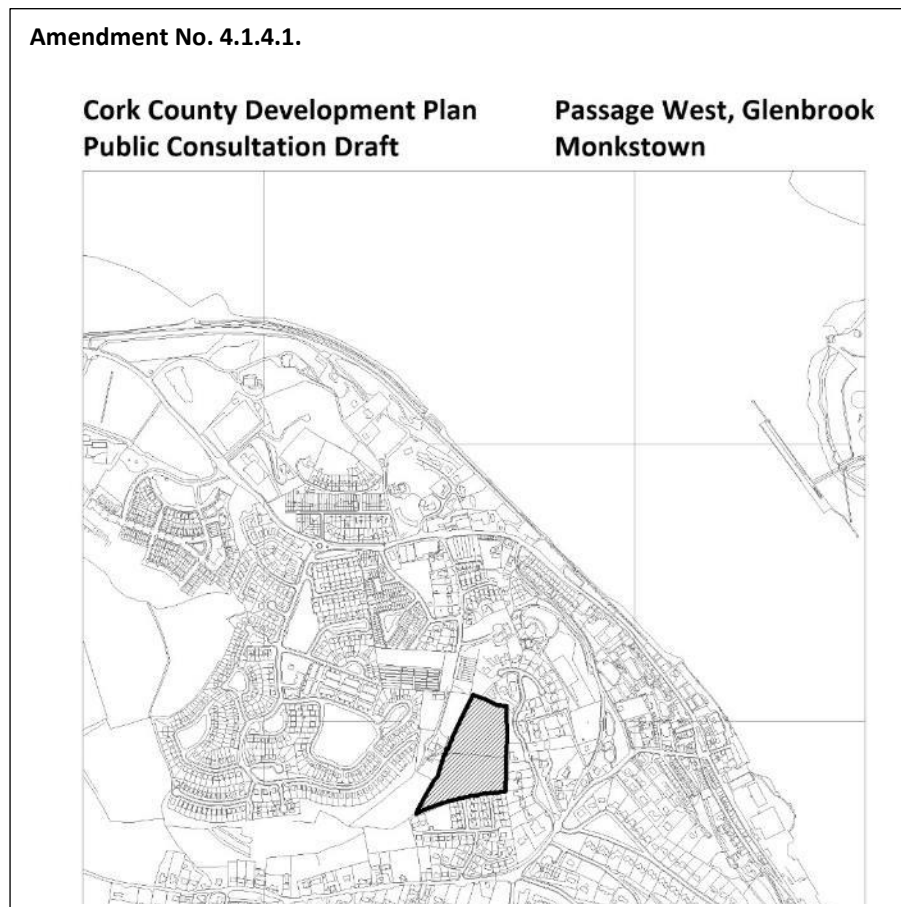 Amendment No. 4.1.4.1.
Cork County Development Plan
Public Consultation Draft
Passage West, Glenbrook
Monkstown